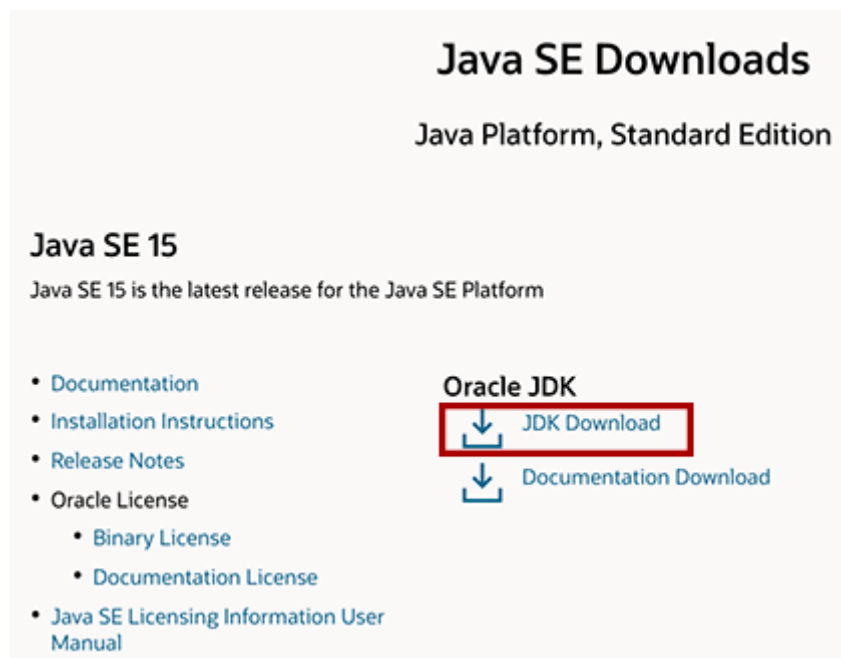 Java SE Downloads
Java Platform, Standard Edition
Java SE 15
Java SE 15 is the latest release for the Java SE Platform
• Documentation
• Installation Instructions
• Release Notes
• Oracle License
• Binary License
• Documentation License
• Java SE Licensing Information User
Manual
Oracle JDK
JDK Download
Documentation Download